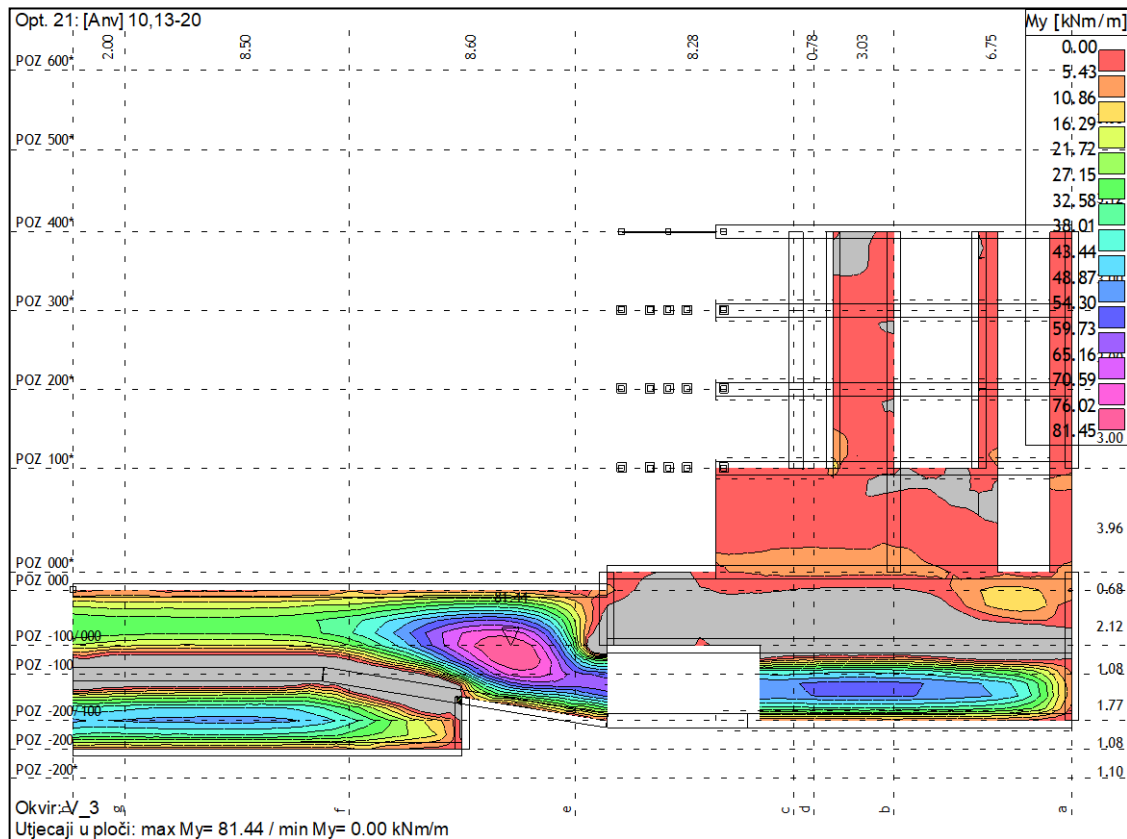 Opt. 21: [Anv] 10,13-20
My [kNm/m]
2.00
8.50
8.60
8.28
0.78
3.03
6.75
0.00
5.43
10.86
16.29
21.72
27.15
32.58
38.01
43.44
48.87
54.30
59.73
65.16
70.59
76.02
81.45
POZ 600*
POZ 500*
POZ 400*
POZ 300*
POZ 200*
POZ 100*
3.00
3.96
POZ 000*
POZ 000
0.68
81.44
2.12
POZ -100/000
POZ -100
1.08
1.77
POZ -200/100
POZ -200
1.08
POZ -200*
1.10
g
f
e
c
d
b
a
Okvir: V_3
Utjecaji u ploči: max My= 81.44 / min My= 0.00 kNm/m